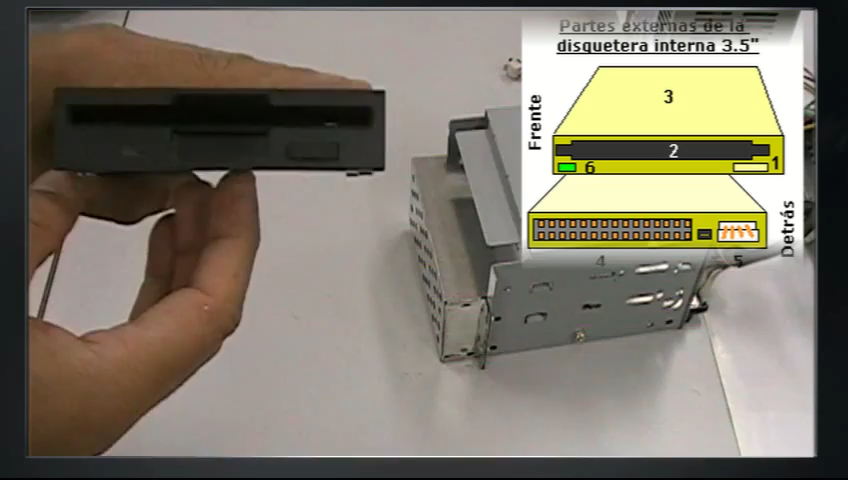 Partes externas de la
disquetera interna 3.5"
Frente
3
2
1
6
Detrás
4
5